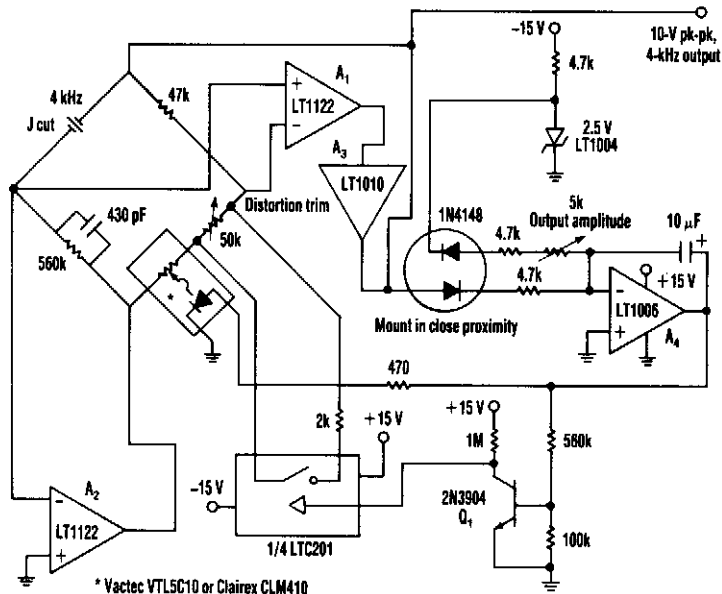 −15 V
10-V pk-pk,
4-kHz output
4.7k
4 kHz
J cut
47k
A1
+
LT1122
−
2.5 V
LT1004
A3
LT1010
Distortion trim
430 pF
560k
50k
*
1N4148
5k
Output amplitude
4.7k
4.7k
10 µF
+
+15 V
−
LT1006
+
A4
Mount in close proximity
470
2k
+15 V
+15 V
1M
560k
−15 V
2N3904
Q1
100k
A2
−
LT1122
+
1/4 LTC201
* Vactec VTL5C10 or Clairex CLM410